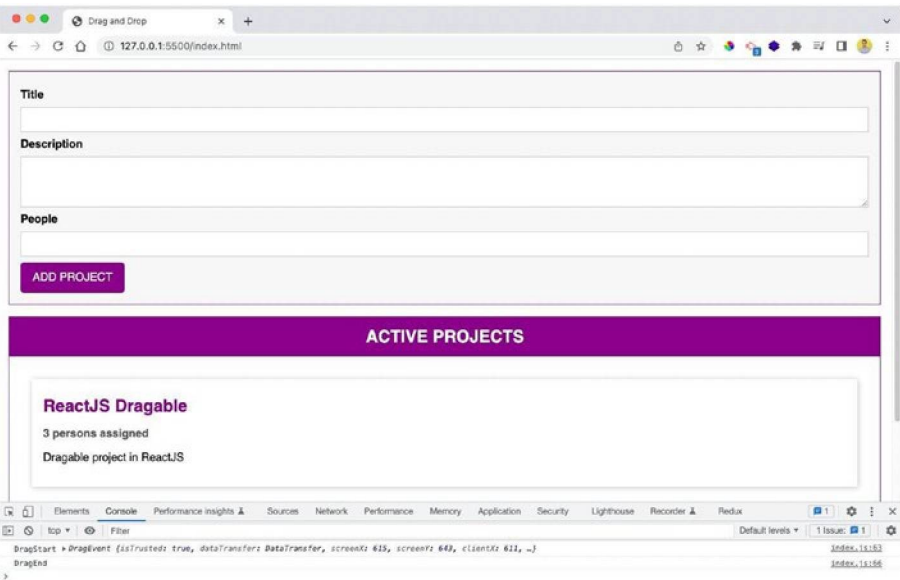 Drag and Drop
127.0.0.1:5500/index.html
Title
Description
People
ADD PROJECT
ACTIVE PROJECTS
ReactJS Dragable
3 persons assigned
Dragable project in ReactJS
Elements Console Performance insights Sources Network Performance Memory Application Security Lighthouse Recorder Redux 1
top Filter Default levels 1 Issue: 1
DragStart DragEvent {isTrusted: true, dataTransfer: DataTransfer, screenX: 615, screenY: 643, clientX: 611, …} index.js:63
DragEnd index.js:66